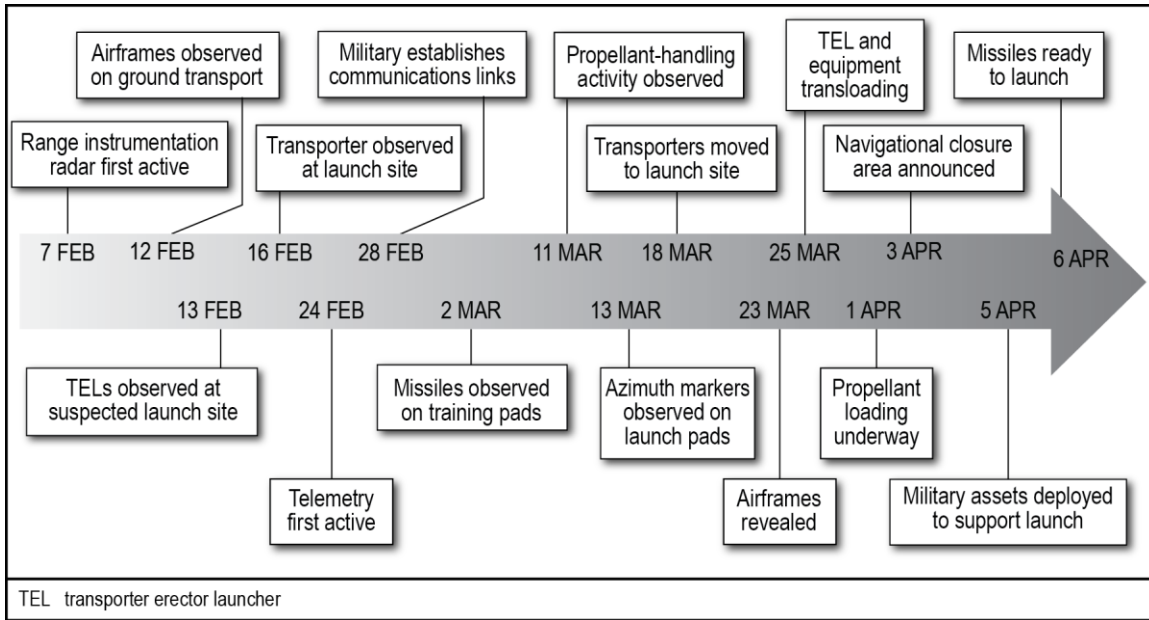 Airframes observed
on ground transport
Military establishes
communications links
Propellant-handling
activity observed
TEL and
equipment
transloading
Missiles ready
to launch
Range instrumentation
radar first active
Transporter observed
at launch site
Transporters moved
to launch site
Navigational closure
area announced
7 FEB
12 FEB
16 FEB
28 FEB
11 MAR
18 MAR
25 MAR
3 APR
6 APR
13 FEB
24 FEB
2 MAR
13 MAR
23 MAR
1 APR
5 APR
TELs observed at
suspected launch site
Missiles observed
on training pads
Azimuth markers
observed on
launch pads
Propellant
loading
underway
Telemetry
first active
Airframes
revealed
Military assets deployed
to support launch
TEL transporter erector launcher